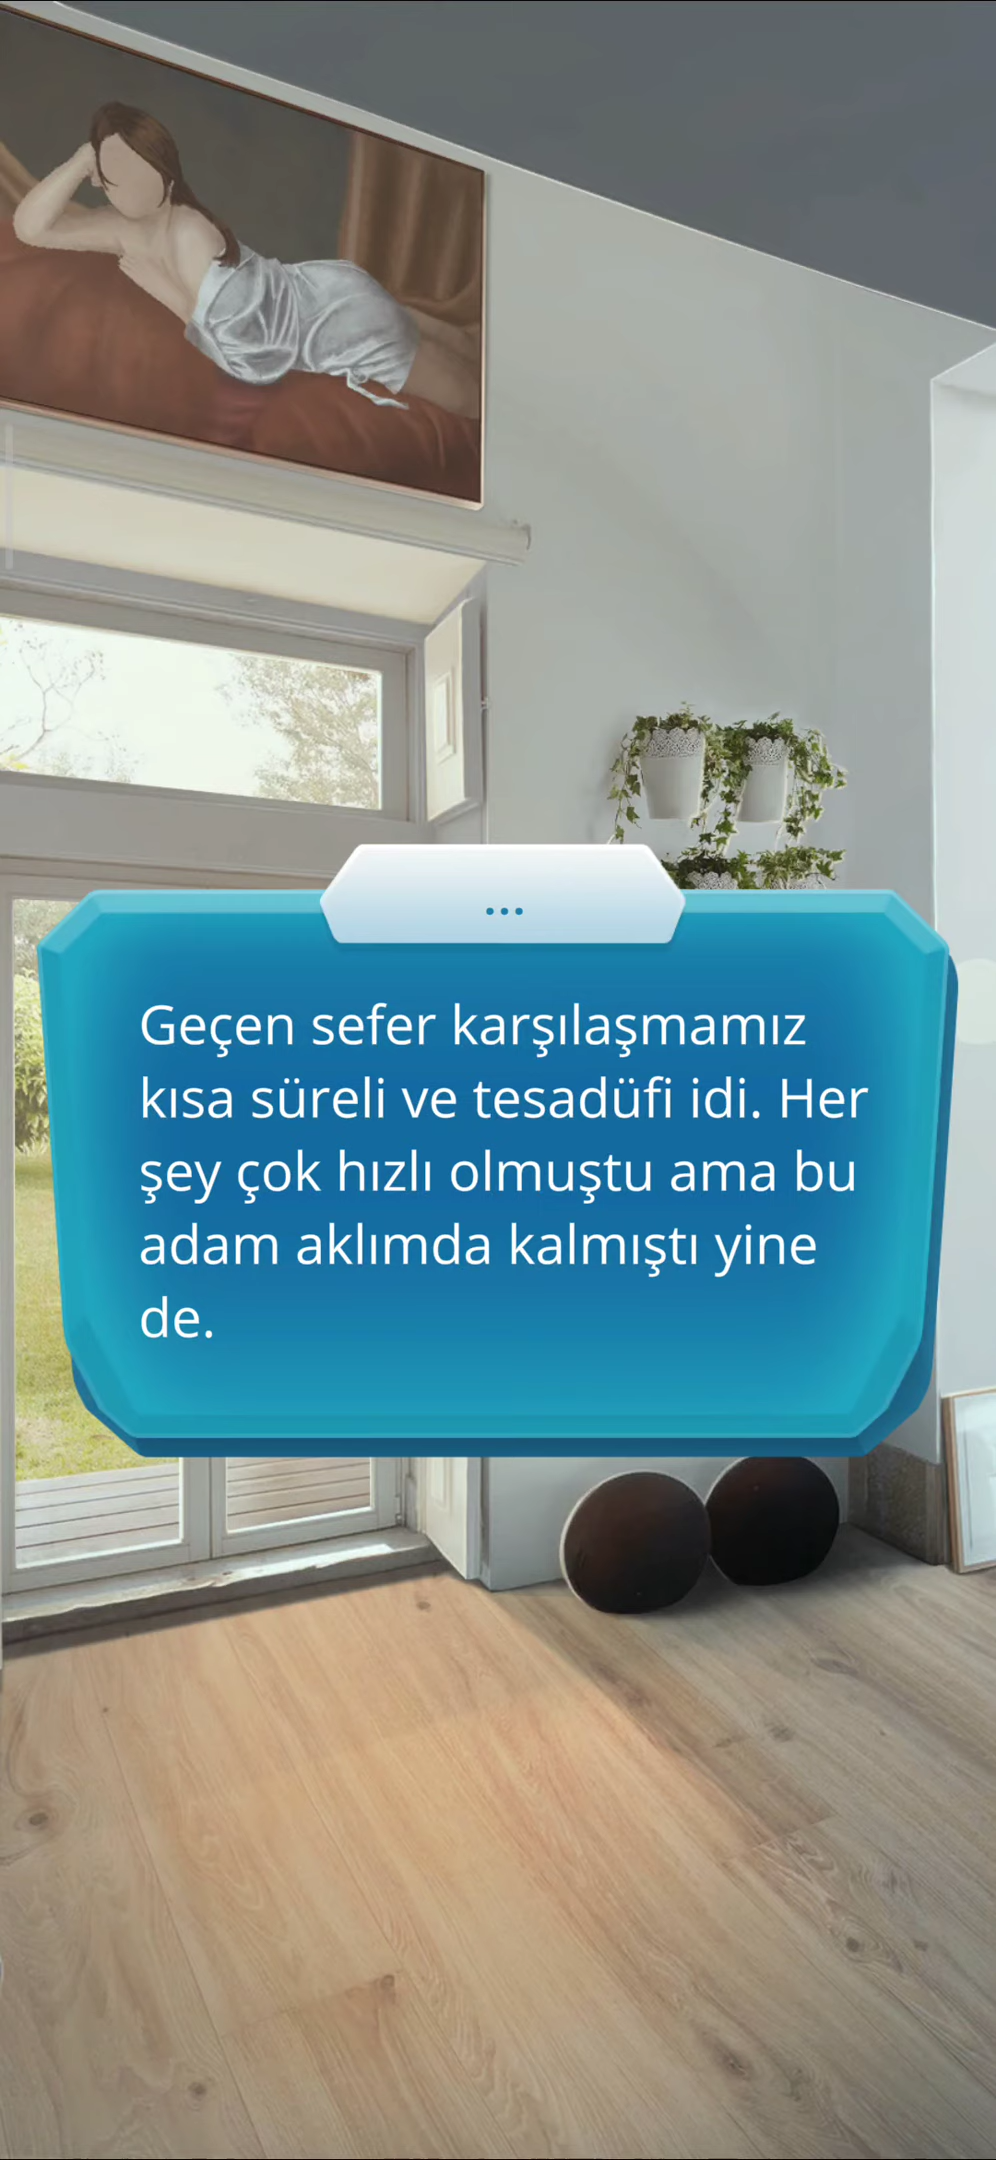 ...
Geçen sefer karşılaşmamız
kısa süreli ve tesadüfi idi. Her
şey çok hızlı olmuştu ama bu
adam aklımda kalmıştı yine
de.